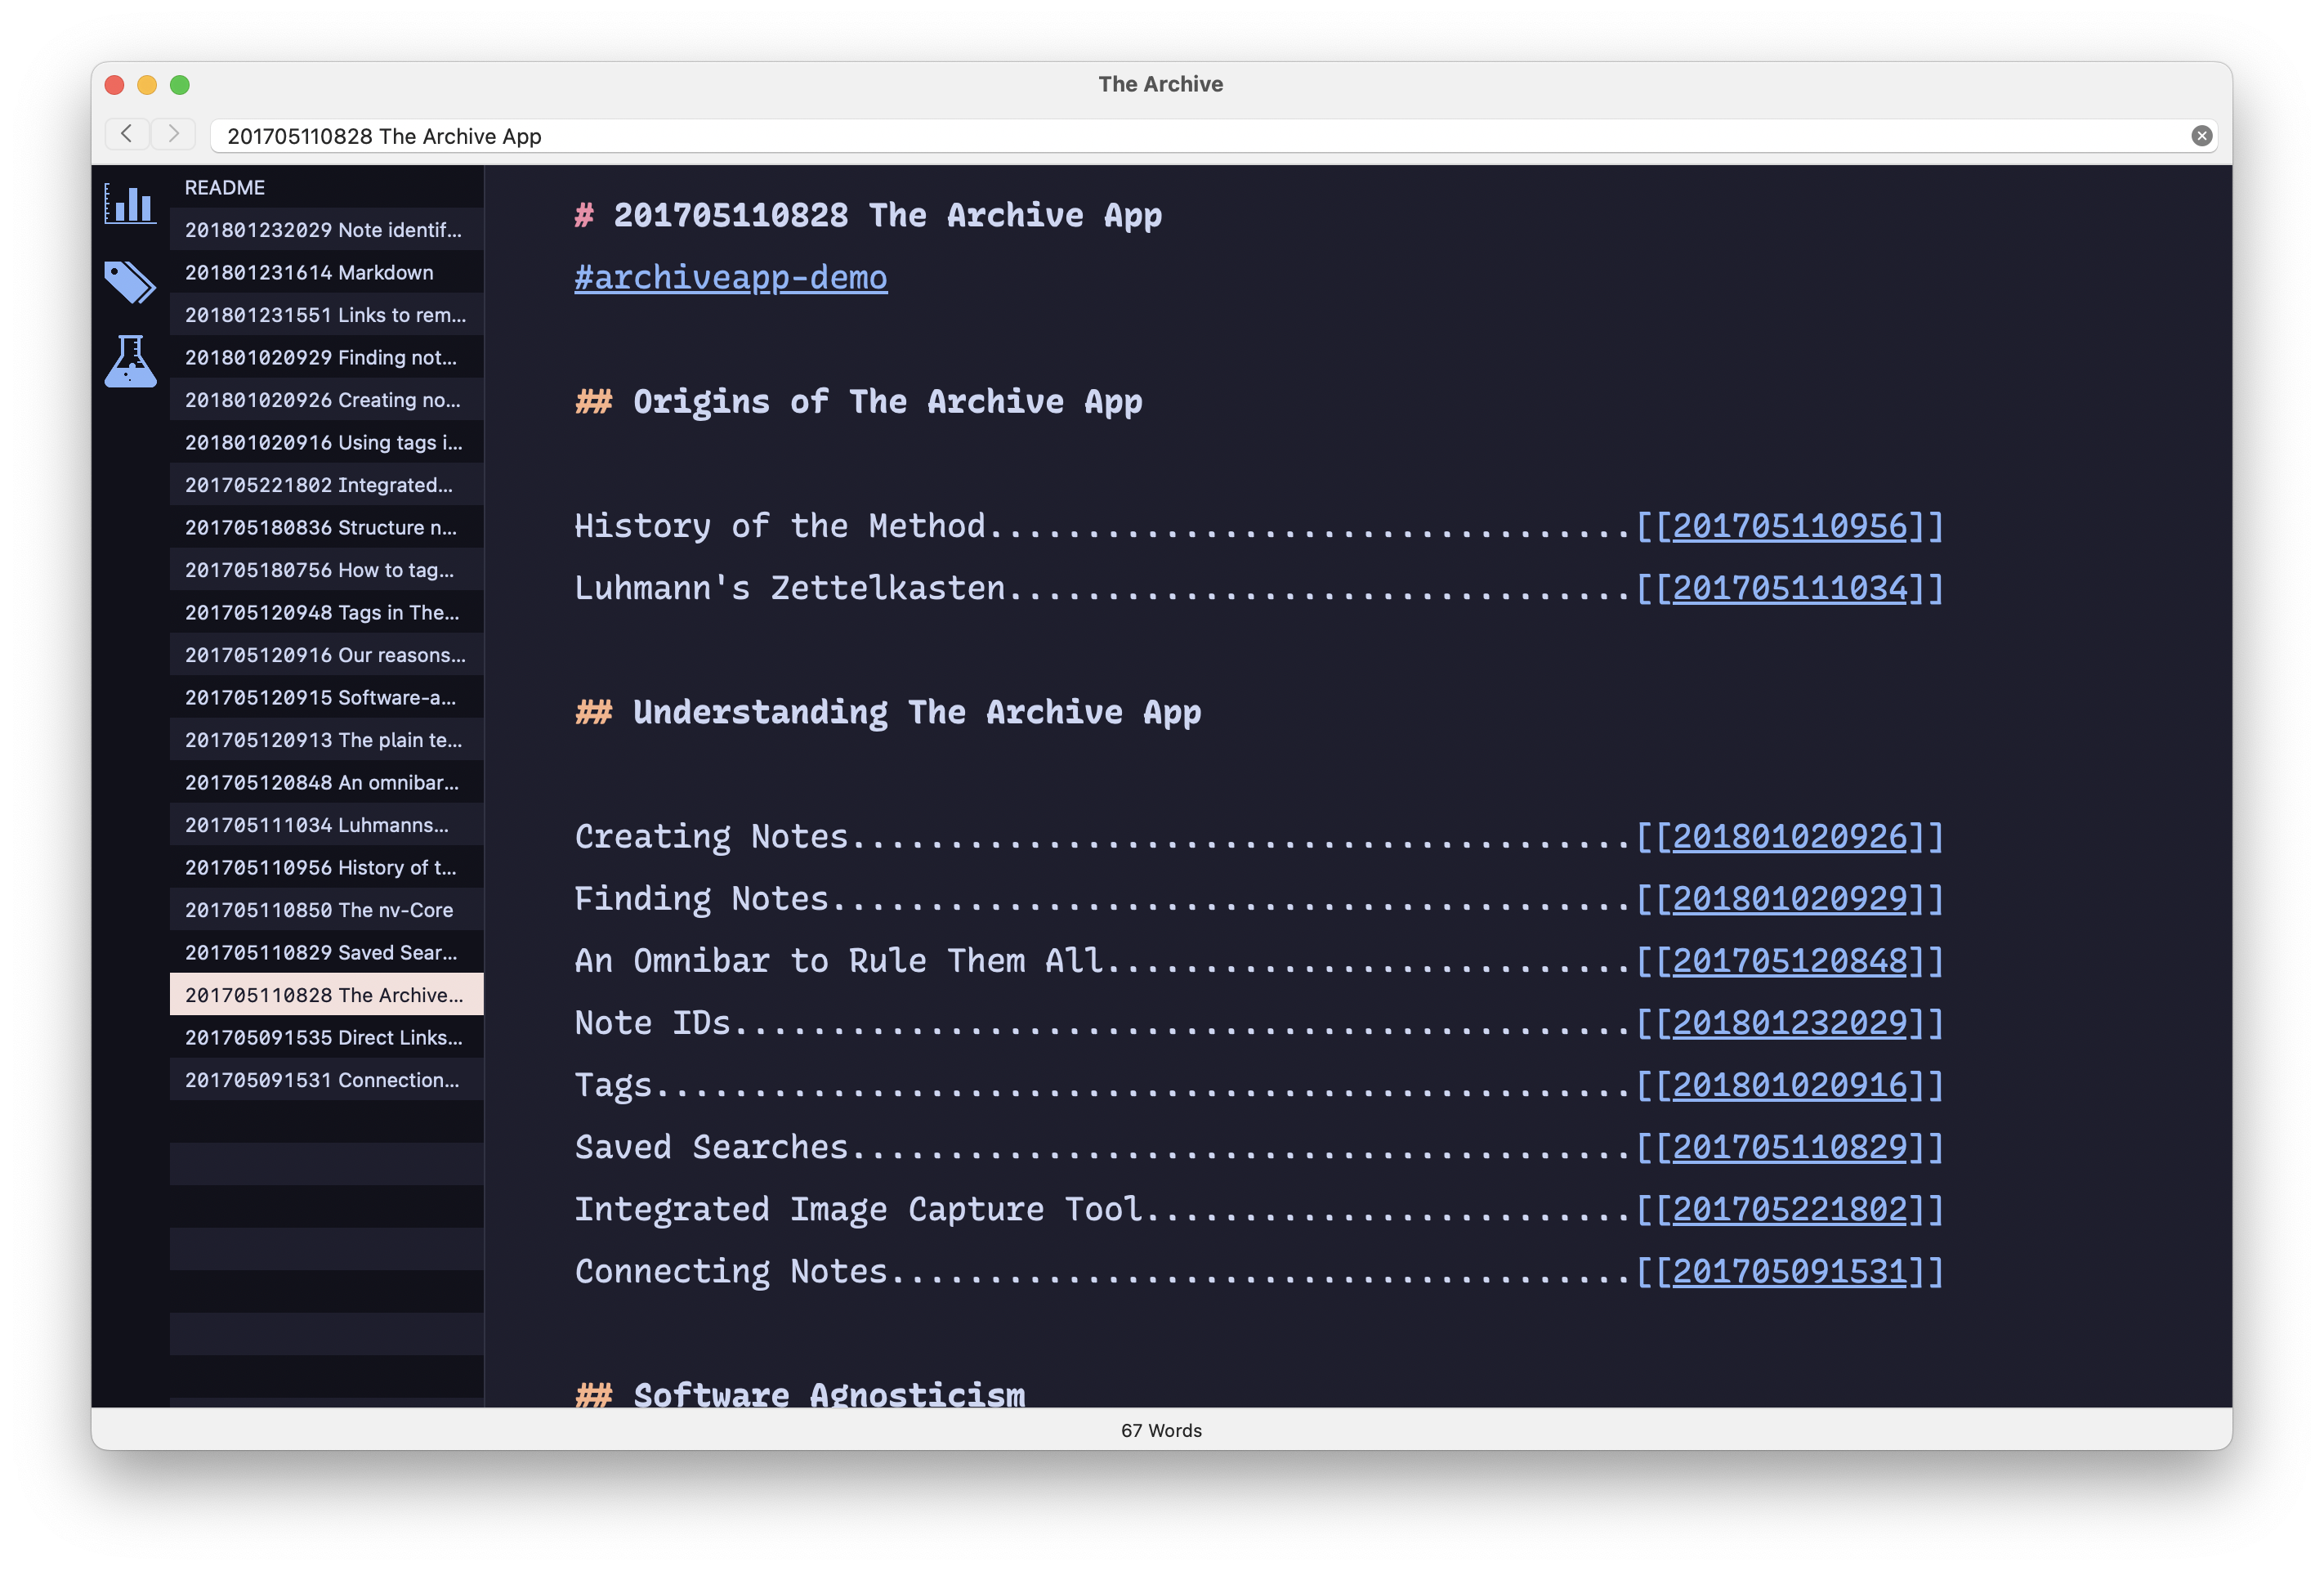 The Archive
201705110828 The Archive App
README
201801232029 Note identif...
201801231614 Markdown
201801231551 Links to rem...
201801020929 Finding not...
201801020926 Creating no...
201801020916 Using tags i...
201705221802 Integrated...
201705180836 Structure n...
201705180756 How to tag...
201705120948 Tags in The...
201705120916 Our reasons...
201705120915 Software-a...
201705120913 The plain te...
201705120848 An omnibar...
201705111034 Luhmanns...
201705110956 History of t...
201705110850 The nv-Core
201705110829 Saved Sear...
201705110828 The Archive...
201705091535 Direct Links...
201705091531 Connection...
# 201705110828 The Archive App
#archiveapp-demo
## Origins of The Archive App
History of the Method.................................[[201705110956]]
Luhmann's Zettelkasten................................[[201705111034]]
## Understanding The Archive App
Creating Notes........................................[[201801020926]]
Finding Notes.........................................[[201801020929]]
An Omnibar to Rule Them All...........................[[201705120848]]
Note IDs..............................................[[201801232029]]
Tags..................................................[[201801020916]]
Saved Searches........................................[[201705110829]]
Integrated Image Capture Tool.........................[[201705221802]]
Connecting Notes......................................[[201705091531]]
## Software Agnosticism
67 Words